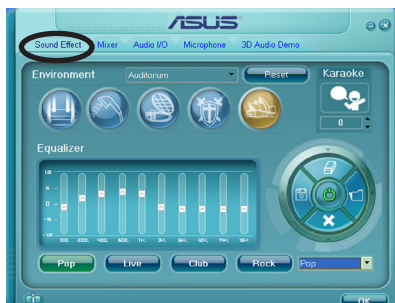 ASUS
Sound Effect Mixer Audio I/O Microphone 3D Audio Demo
Environment Auditorium Reset Karaoke
0
Equalizer
Pop Live Club Rock Pop
OK